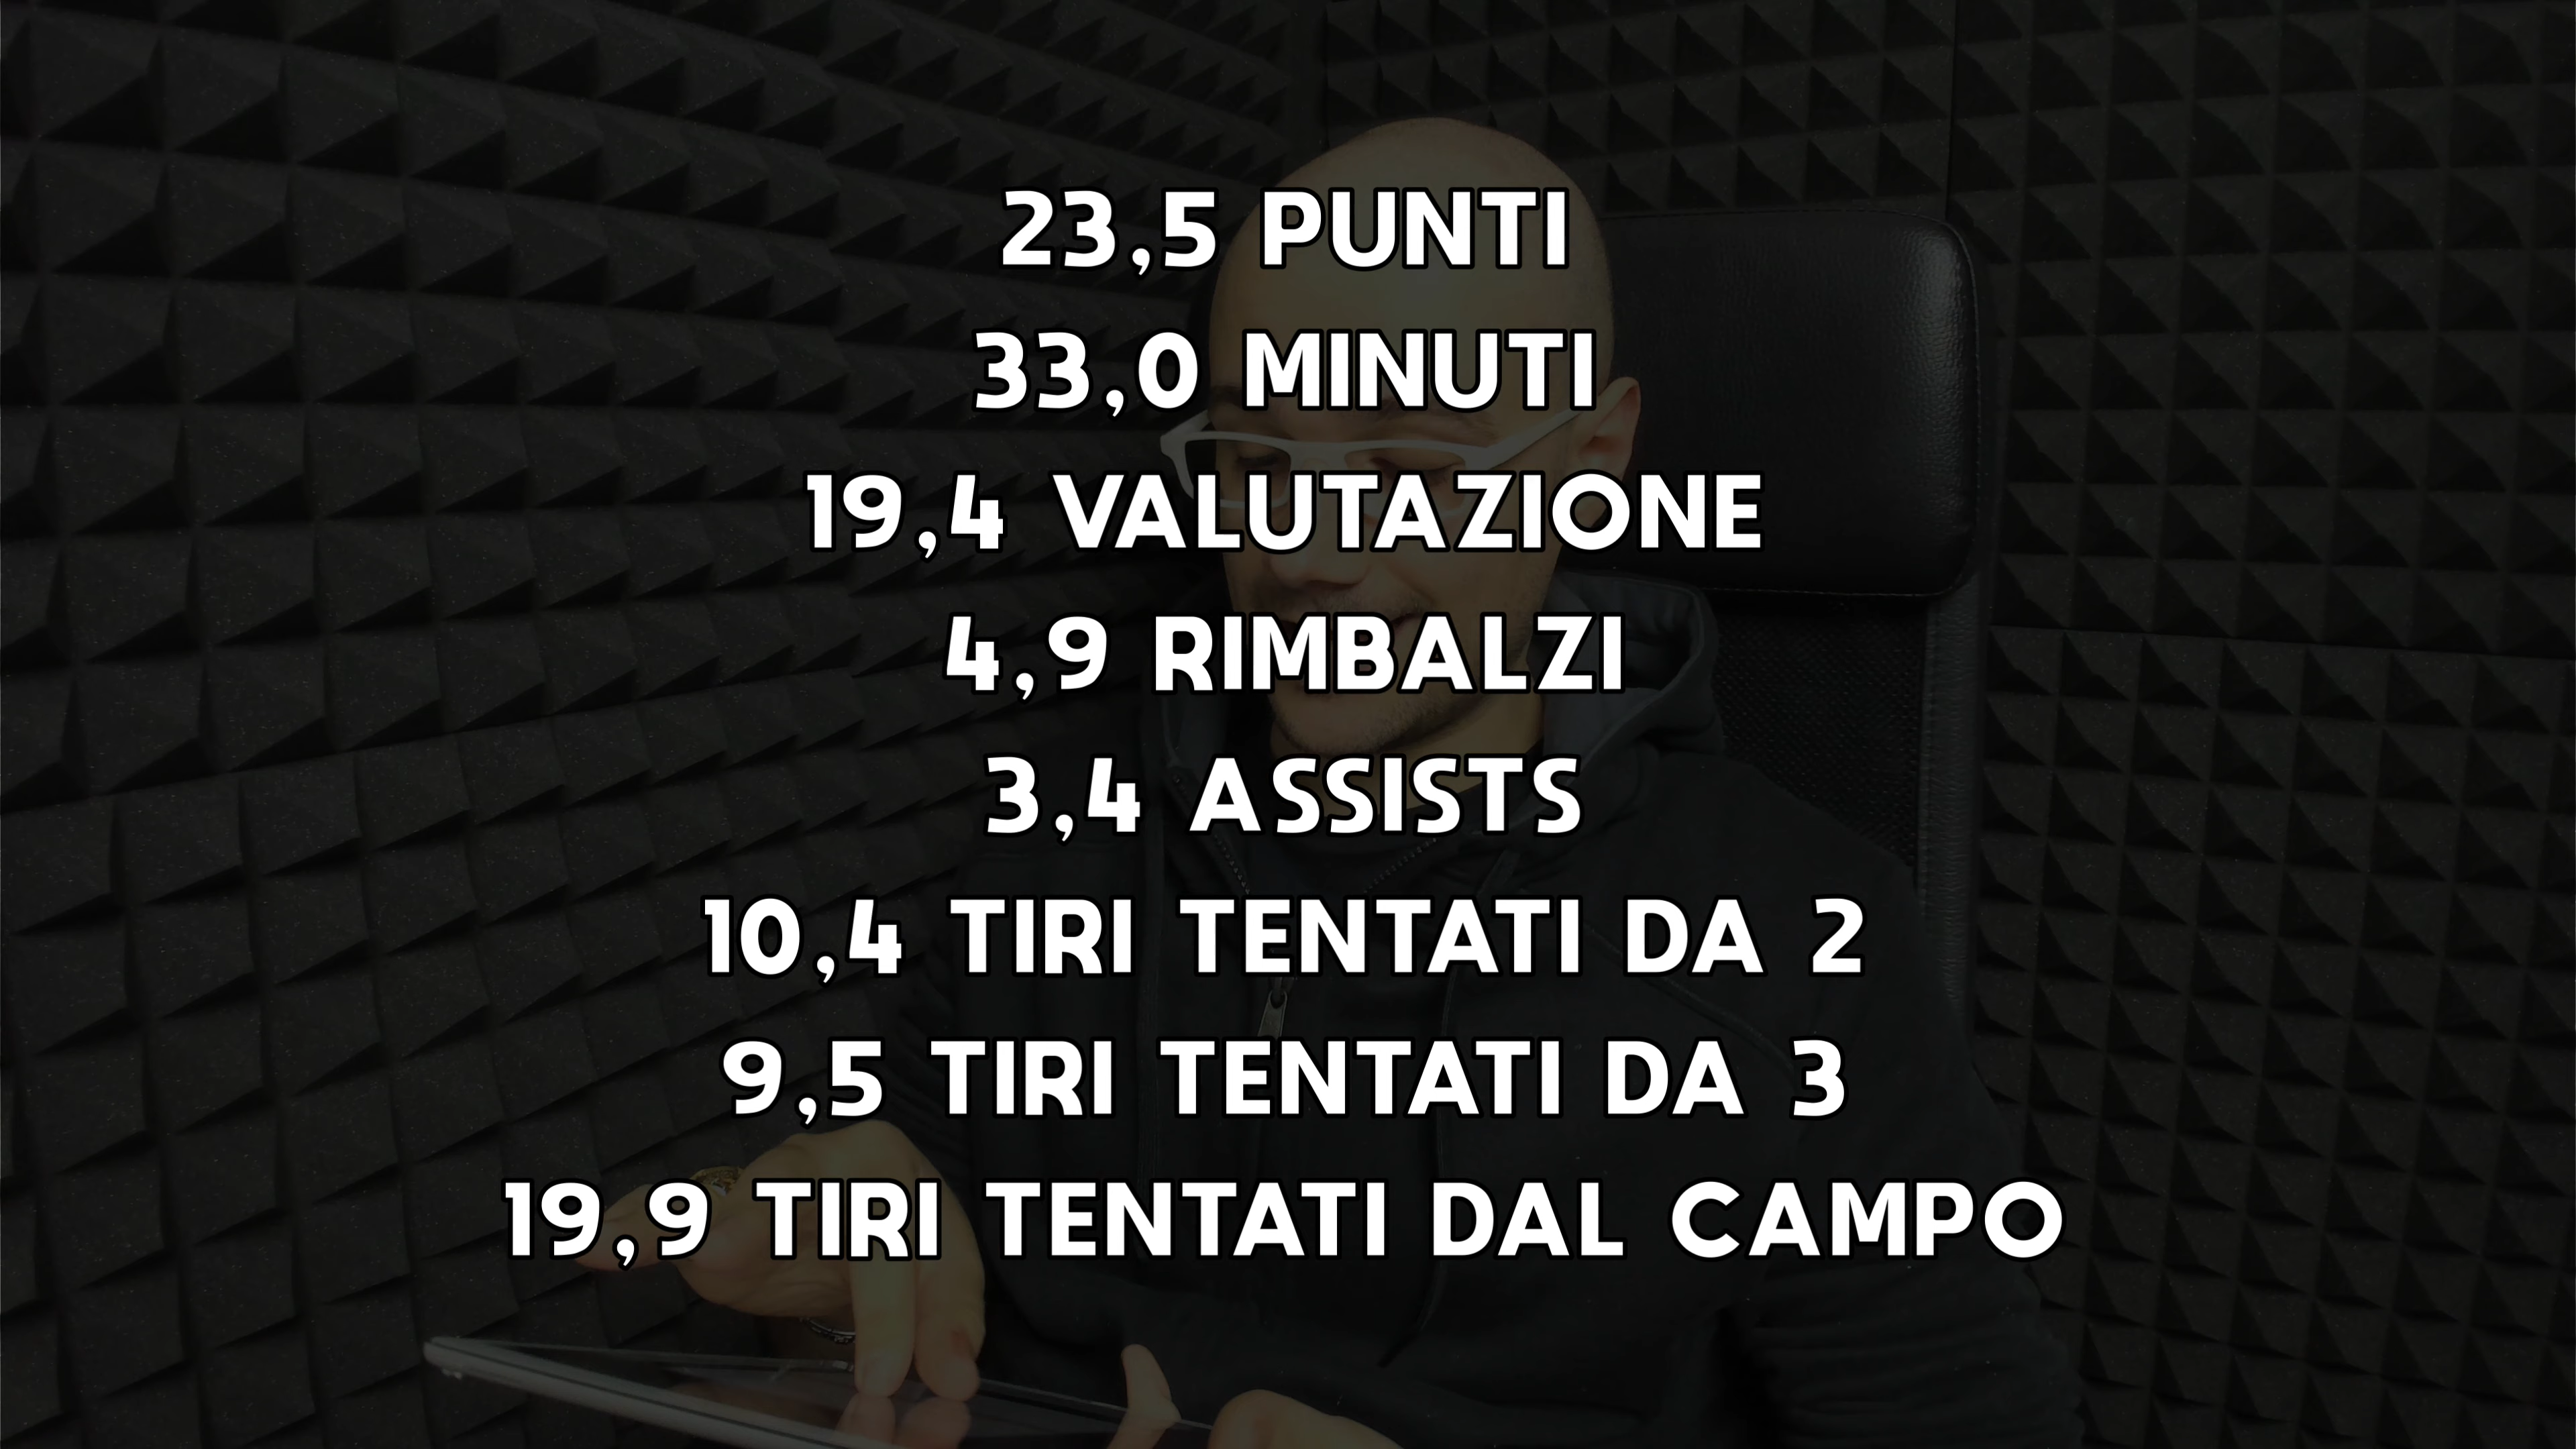 23,5 PUNTI
33,0 MINUTI
19,4 VALUTAZIONE
4,9 RIMBALZI
3,4 ASSISTS
10,4 TIRI TENTATI DA 2
9,5 TIRI TENTATI DA 3
19,9 TIRI TENTATI DAL CAMPO